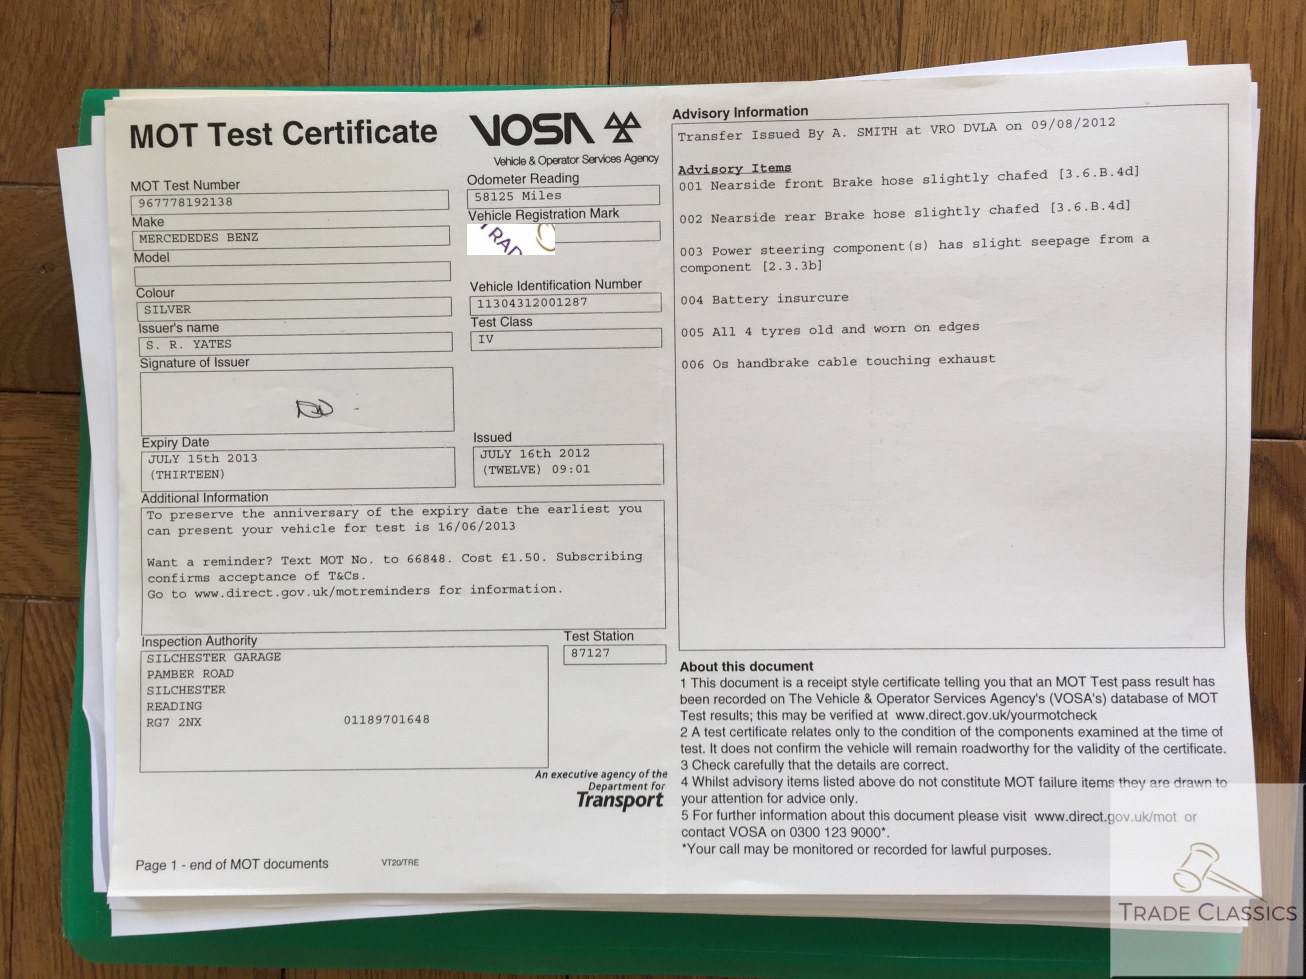 MOT Test Certificate
VOSA
Vehicle & Operator Services Agency
MOT Test Number
967778192138
Make
MERCEDEDES BENZ
Model
Colour
SILVER
Issuer's name
S. R. YATES
Signature of Issuer
Expiry Date
JULY 15th 2013
(THIRTEEN)
Odometer Reading
58125 Miles
Vehicle Registration Mark
TRAD
Vehicle Identification Number
11304312001287
Test Class
IV
Issued
JULY 16th 2012
(TWELVE) 09:01
Additional Information
To preserve the anniversary of the expiry date the earliest you
can present your vehicle for test is 16/06/2013
Want a reminder? Text MOT No. to 66848. Cost £1.50. Subscribing
confirms acceptance of T&Cs.
Go to www.direct.gov.uk/motreminders for information.
Inspection Authority
SILCHESTER GARAGE
PAMBER ROAD
SILCHESTER
READING
RG7 2NX 01189701648
Test Station
87127
An executive agency of the
Department for
Transport
Page 1 - end of MOT documents
VT20/TRE
Advisory Information
Transfer Issued By A. SMITH at VRO DVLA on 09/08/2012
Advisory Items
001 Nearside front Brake hose slightly chafed [3.6.B.4d]
002 Nearside rear Brake hose slightly chafed [3.6.B.4d]
003 Power steering component(s) has slight seepage from a
component [2.3.3b]
004 Battery insurcure
005 All 4 tyres old and worn on edges
006 Os handbrake cable touching exhaust
About this document
1 This document is a receipt style certificate telling you that an MOT Test pass result has
been recorded on The Vehicle & Operator Services Agency's (VOSA's) database of MOT
Test results; this may be verified at www.direct.gov.uk/yourmotcheck
2 A test certificate relates only to the condition of the components examined at the time of
test. It does not confirm the vehicle will remain roadworthy for the validity of the certificate.
3 Check carefully that the details are correct.
4 Whilst advisory items listed above do not constitute MOT failure items they are drawn to
your attention for advice only.
5 For further information about this document please visit www.direct.gov.uk/mot or
contact VOSA on 0300 123 9000*.
*Your call may be monitored or recorded for lawful purposes.
TRADE CLASSICS